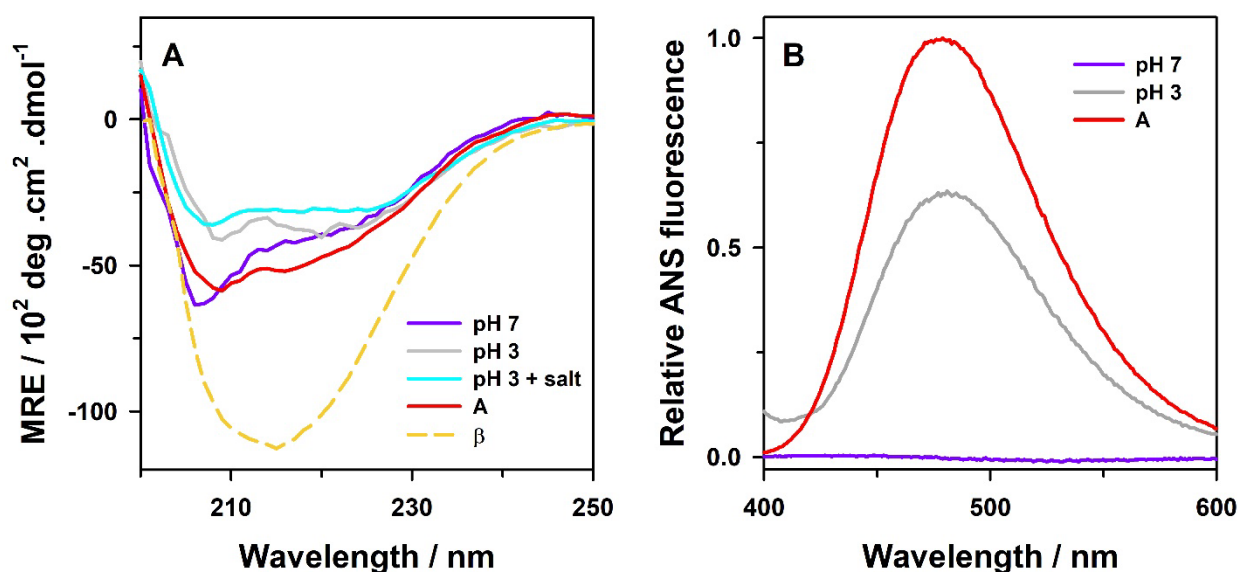 A
MRE / 10² deg .cm² .dmol⁻¹
0
-50
-100
pH 7
pH 3
pH 3 + salt
A
β
210
230
250
Wavelength / nm
B
Relative ANS fluorescence
1.0
0.5
0.0
pH 7
pH 3
A
400
500
600
Wavelength / nm